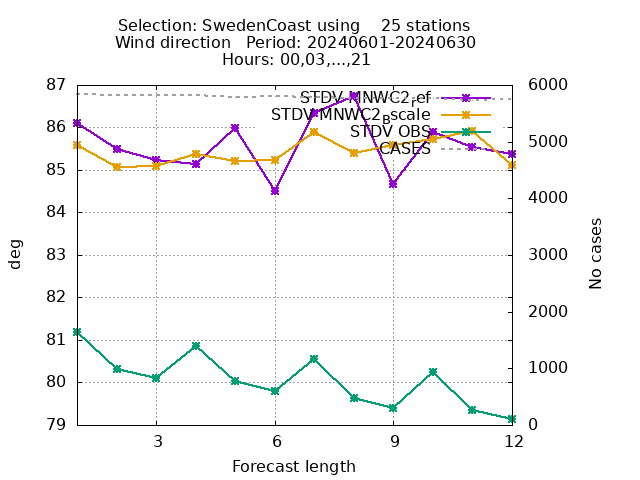 Selection: SwedenCoast using    25 stations
Wind direction   Period: 20240601-20240630
Hours: 00,03,...,21
87
86
85
84
83
82
81
80
79
6000
5000
4000
3000
2000
1000
0
3
6
9
12
deg
No cases
Forecast length
STDV MNWC2_ref
STDV MNWC2_Bscale
STDV OBS
CASES